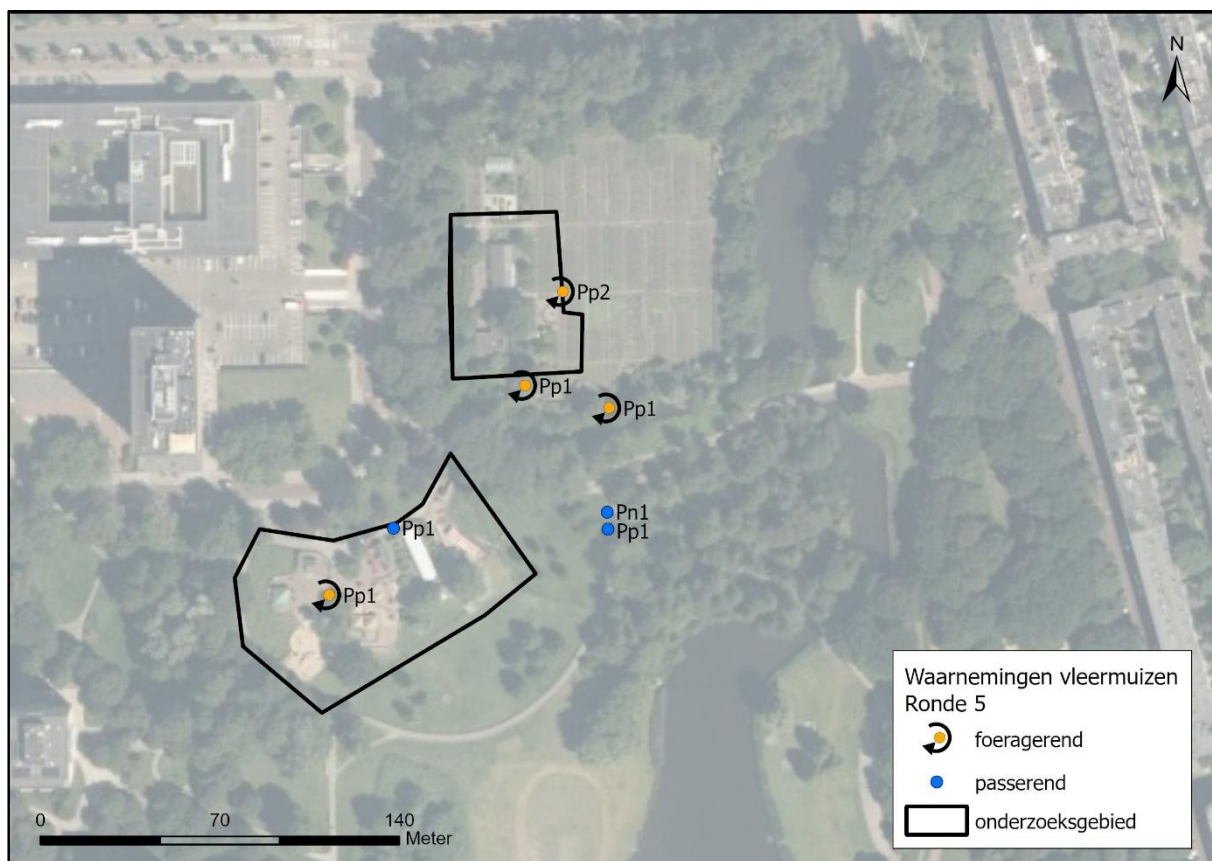 N
Pp2
Pp1
Pp1
Pn1
Pp1
Pp1
Pp1
Waarnemingen vleermuizen
Ronde 5
foeragerend
passerend
onderzoeksgebied
0 70 140
Meter